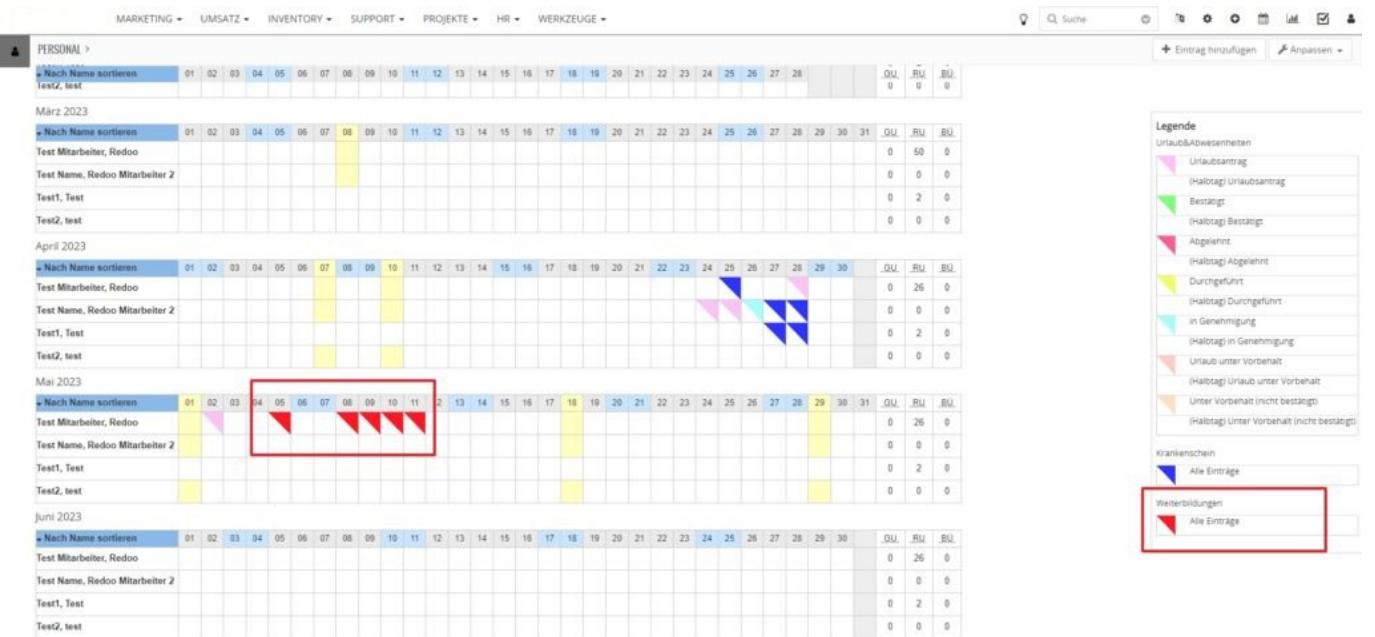 MARKETING UMSATZ INVENTORY SUPPORT PROJEKTE HR WERKZEUGE Suche
PERSONAL > Eintrag hinzufügen Anpassen
Nach Name sortieren 01 02 03 04 05 06 07 08 09 10 11 12 13 14 15 16 17 18 19 20 21 22 23 24 25 26 27 28 GU RU BÜ
Test2, test 0 0 0
März 2023
Nach Name sortieren 01 02 03 04 05 06 07 08 09 10 11 12 13 14 15 16 17 18 19 20 21 22 23 24 25 26 27 28 29 30 31 GU RU BÜ
Test Mitarbeiter, Redoo 0 50 0
Test Name, Redoo Mitarbeiter 2 0 0 0
Test1, Test 0 2 0
Test2, test 0 0 0
April 2023
Nach Name sortieren 01 02 03 04 05 06 07 08 09 10 11 12 13 14 15 16 17 18 19 20 21 22 23 24 25 26 27 28 29 30 GU RU BÜ
Test Mitarbeiter, Redoo 0 26 0
Test Name, Redoo Mitarbeiter 2 0 0 0
Test1, Test 0 2 0
Test2, test 0 0 0
Mai 2023
Nach Name sortieren 01 02 03 04 05 06 07 08 09 10 11 2 13 14 15 16 17 18 19 20 21 22 23 24 25 26 27 28 29 30 31 GU RU BÜ
Test Mitarbeiter, Redoo 0 26 0
Test Name, Redoo Mitarbeiter 2 0 0 0
Test1, Test 0 2 0
Test2, test 0 0 0
Juni 2023
Nach Name sortieren 01 02 03 04 05 06 07 08 09 10 11 12 13 14 15 16 17 18 19 20 21 22 23 24 25 26 27 28 29 30 GU RU BÜ
Test Mitarbeiter, Redoo 0 26 0
Test Name, Redoo Mitarbeiter 2 0 0 0
Test1, Test 0 2 0
Test2, test 0 0 0
Legende
Urlaub&Abwesenheiten
Urlaubsantrag
(Halbtag) Urlaubsantrag
Bestätigt
(Halbtag) Bestätigt
Abgelehnt
(Halbtag) Abgelehnt
Durchgeführt
(Halbtag) Durchgeführt
in Genehmigung
(Halbtag) in Genehmigung
Urlaub unter Vorbehalt
(Halbtag) Urlaub unter Vorbehalt
Unter Vorbehalt (nicht bestätigt)
(Halbtag) Unter Vorbehalt (nicht bestätigt)
Krankenschein
Alle Einträge
Weiterbildungen
Alle Einträge